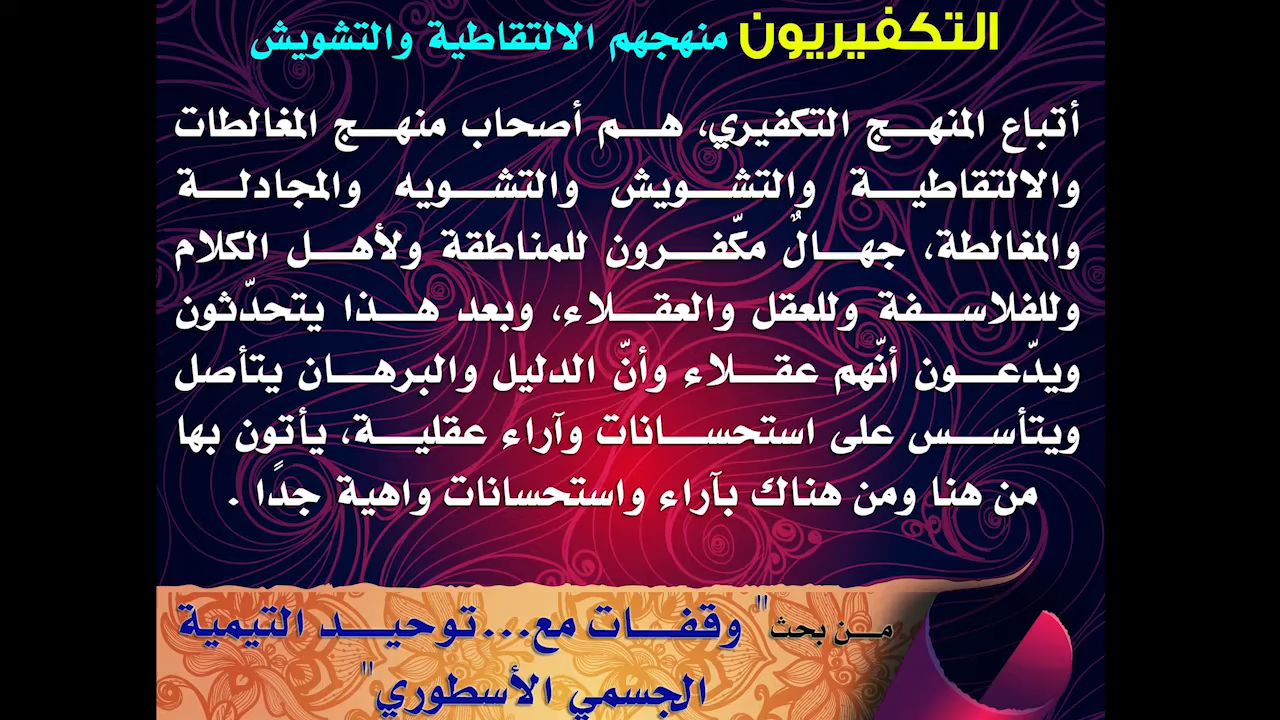 التكفيريون منهجهم الالتقاطية والتشويش
أتباع المنهج التكفيري، هم أصحاب منهج المغالطات
والالتقاطية والتشويش والتشويه والمجادلة
والمغالطة، جهالٌ مكّفرون للمناطقة ولأهل الكلام
وللفلاسفة وللعقل والعقلاء، وبعد هذا يتحدّثون
ويدّعون أنّهم عقلاء وأنّ الدليل والبرهان يتأصل
ويتأسس على استحسانات وآراء عقلية، يأتون بها
من هنا ومن هناك بآراء واستحسانات واهية جدًا .
من بحث" وقفات مع...توحيد التيمية
الجسمي الأسطوري"